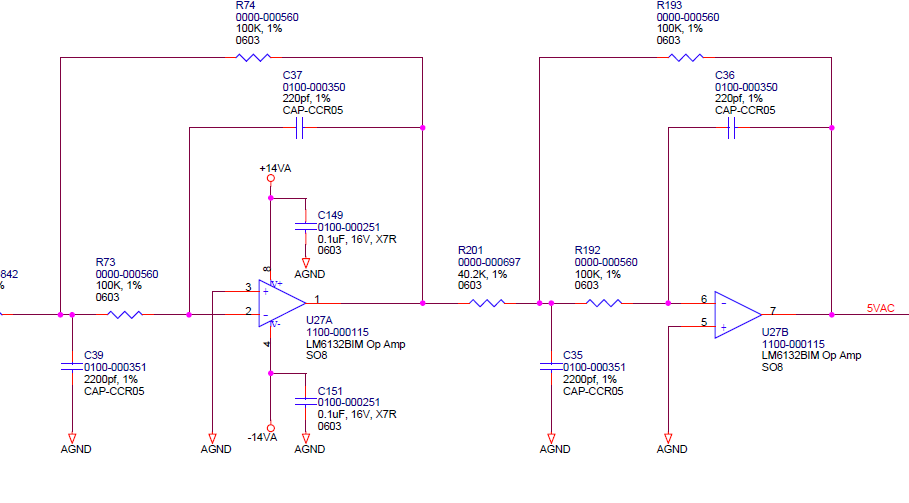 R74
0000-000560
100K, 1%
0603
R193
0000-000560
100K, 1%
0603
C37
0100-000350
220pf, 1%
CAP-CCR05
C36
0100-000350
220pf, 1%
CAP-CCR05
+14VA
C149
0100-000251
0.1uF, 16V, X7R
0603
AGND
842
%
R73
0000-000560
100K, 1%
0603
8
V+
3
+
2
-
1
V-
4
U27A
1100-000115
LM6132BIM Op Amp
SO8
R201
0000-000697
40.2K, 1%
0603
R192
0000-000560
100K, 1%
0603
6
-
5
+
7
5VAC
U27B
1100-000115
LM6132BIM Op Amp
SO8
C39
0100-000351
2200pf, 1%
CAP-CCR05
C151
0100-000251
0.1uF, 16V, X7R
0603
C35
0100-000351
2200pf, 1%
CAP-CCR05
-14VA
AGND
AGND
AGND
AGND
AGND